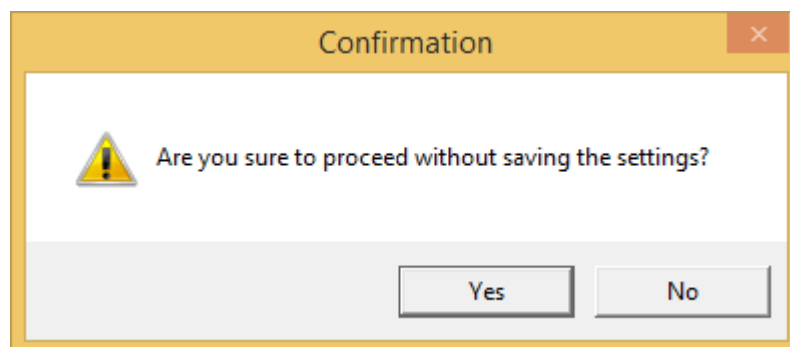 Confirmation
Are you sure to proceed without saving the settings?
Yes
No